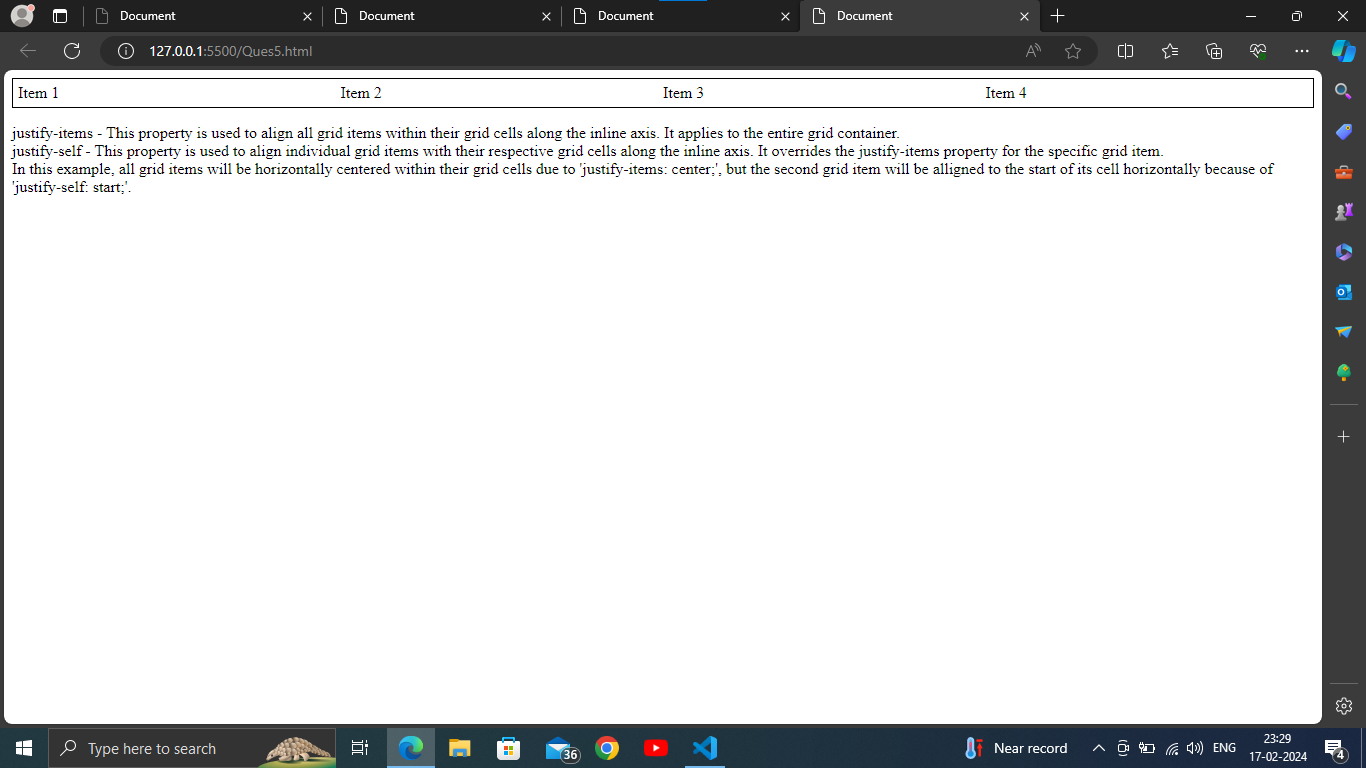 Document Document Document Document
127.0.0.1:5500/Ques5.html
Item 1 Item 2 Item 3 Item 4
justify-items - This property is used to align all grid items within their grid cells along the inline axis. It applies to the entire grid container.
justify-self - This property is used to align individual grid items with their respective grid cells along the inline axis. It overrides the justify-items property for the specific grid item.
In this example, all grid items will be horizontally centered within their grid cells due to 'justify-items: center;', but the second grid item will be alligned to the start of its cell horizontally because of
'justify-self: start;'.
Type here to search 36 Near record ENG 23:29
17-02-2024 4